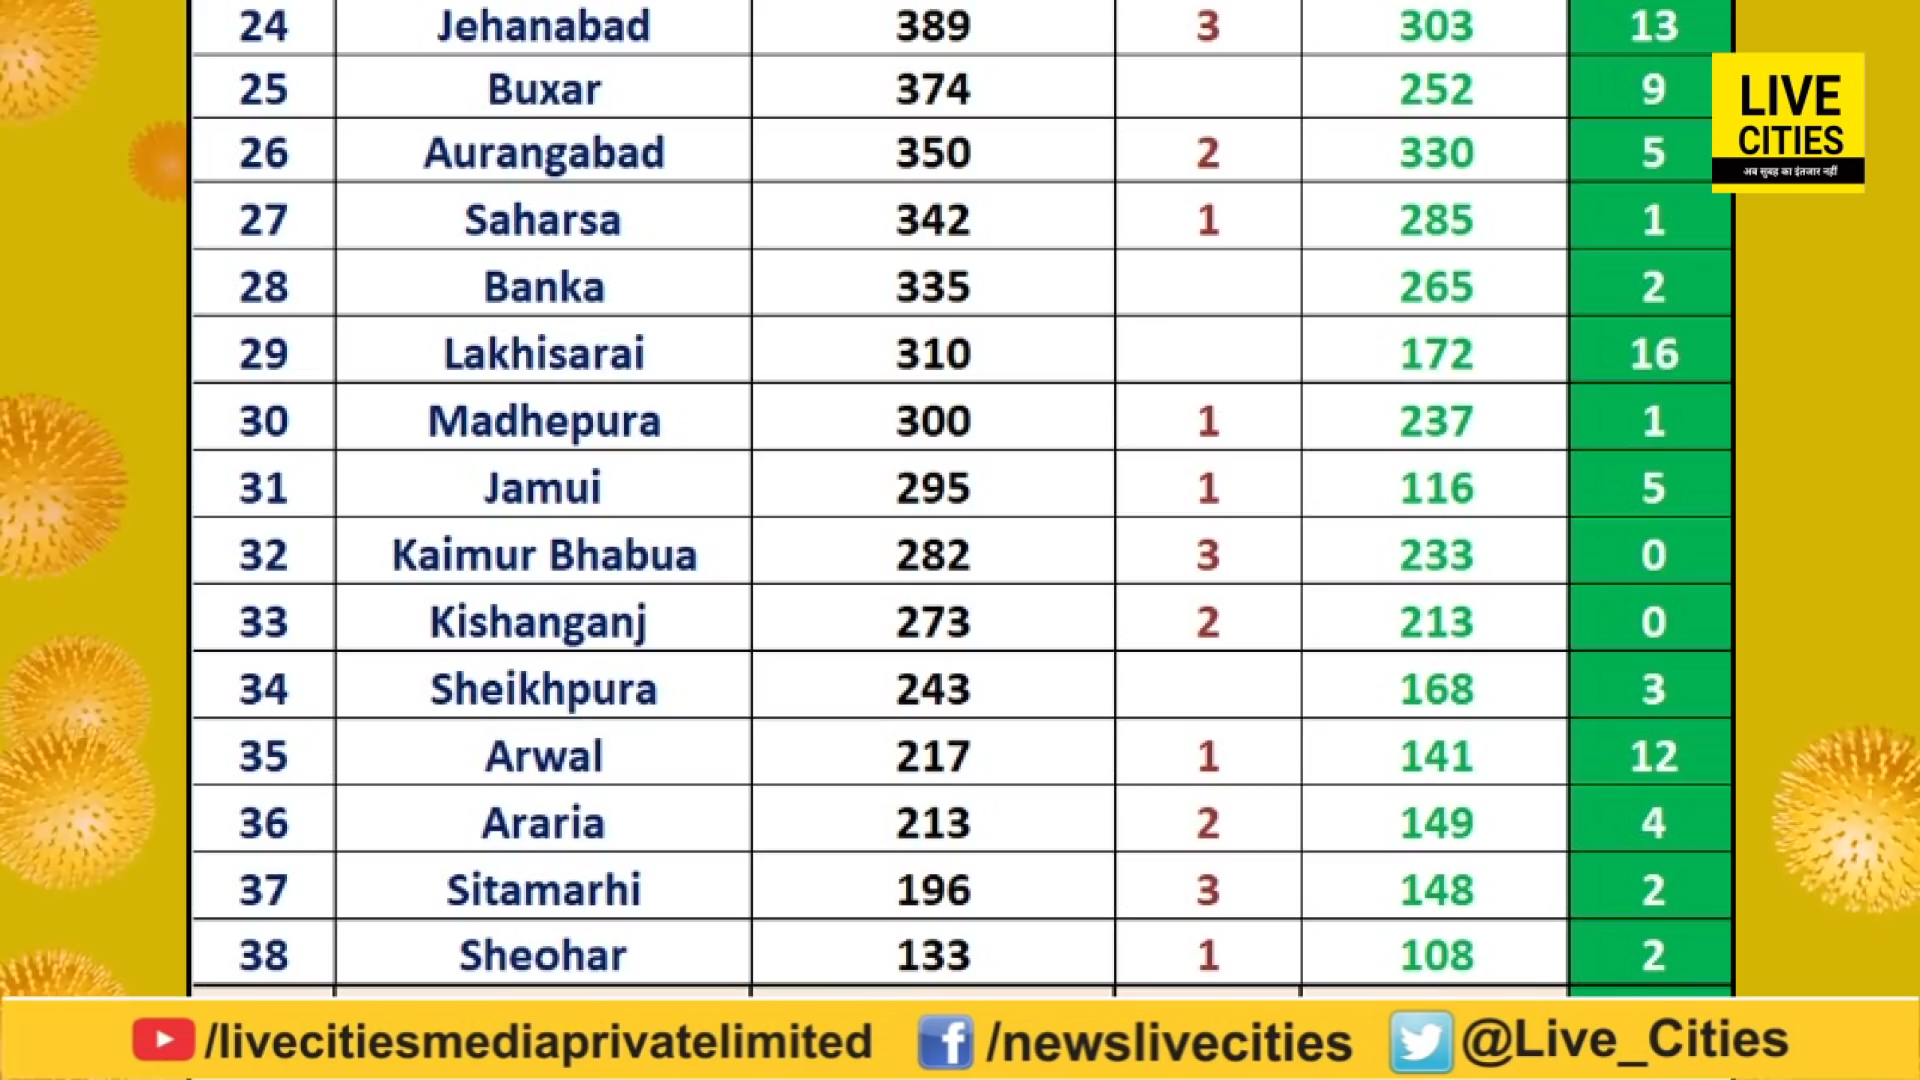 24 Jehanabad 389 3 303 13
25 Buxar 374 252 9
26 Aurangabad 350 2 330 5
27 Saharsa 342 1 285 1
28 Banka 335 265 2
29 Lakhisarai 310 172 16
30 Madhepura 300 1 237 1
31 Jamui 295 1 116 5
32 Kaimur Bhabua 282 3 233 0
33 Kishanganj 273 2 213 0
34 Sheikhpura 243 168 3
35 Arwal 217 1 141 12
36 Araria 213 2 149 4
37 Sitamarhi 196 3 148 2
38 Sheohar 133 1 108 2
LIVE
CITIES
अब सुबह का इंतजार नहीं
/livecitiesmediaprivatelimited /newslivecities @Live_Cities